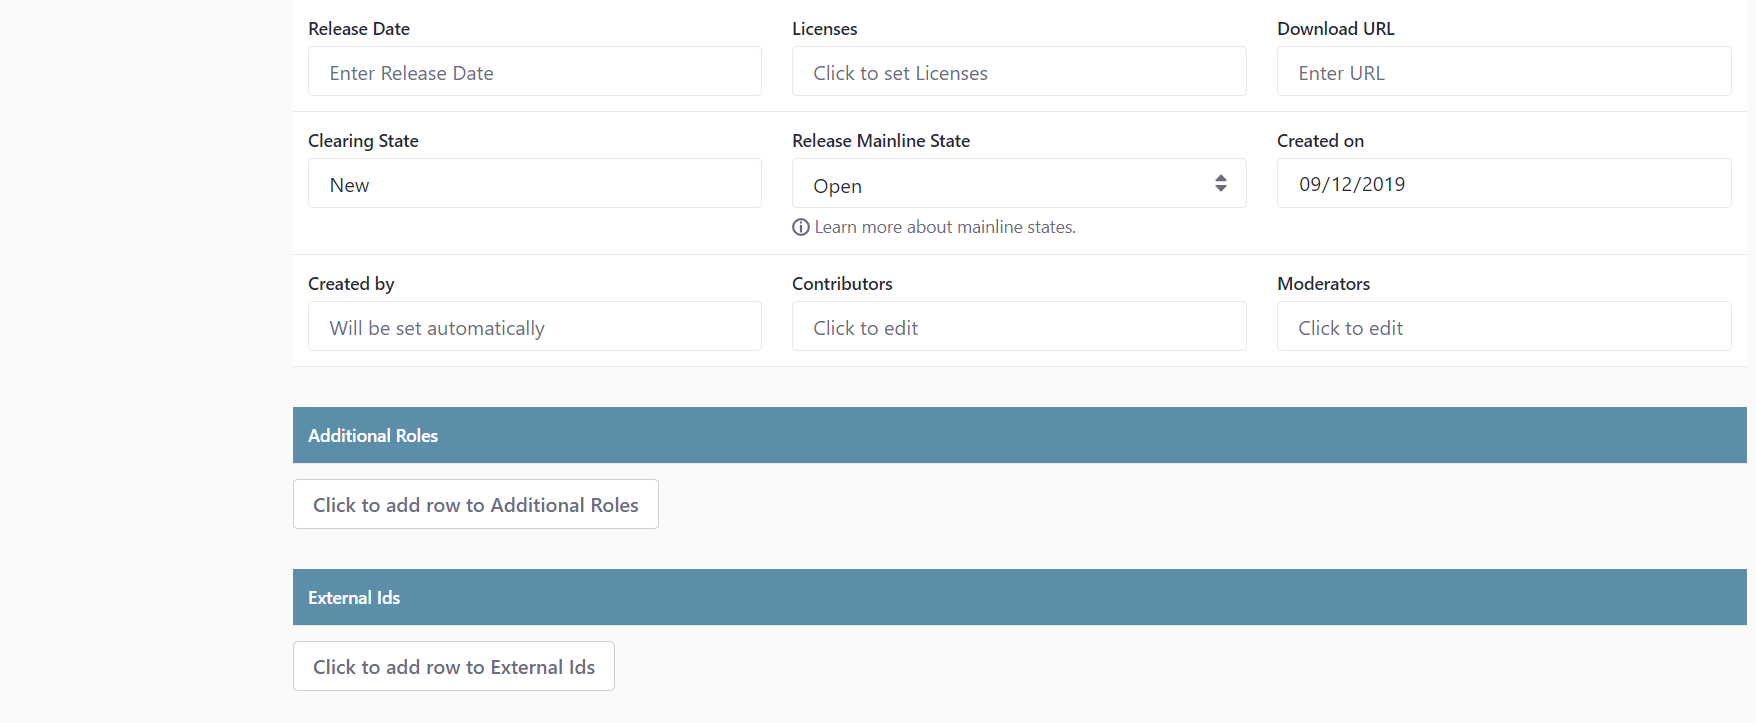 Release Date
Licenses
Download URL
Enter Release Date
Click to set Licenses
Enter URL
Clearing State
Release Mainline State
Created on
New
Open
09/12/2019
Learn more about mainline states.
Created by
Contributors
Moderators
Will be set automatically
Click to edit
Click to edit
Additional Roles
Click to add row to Additional Roles
External Ids
Click to add row to External Ids